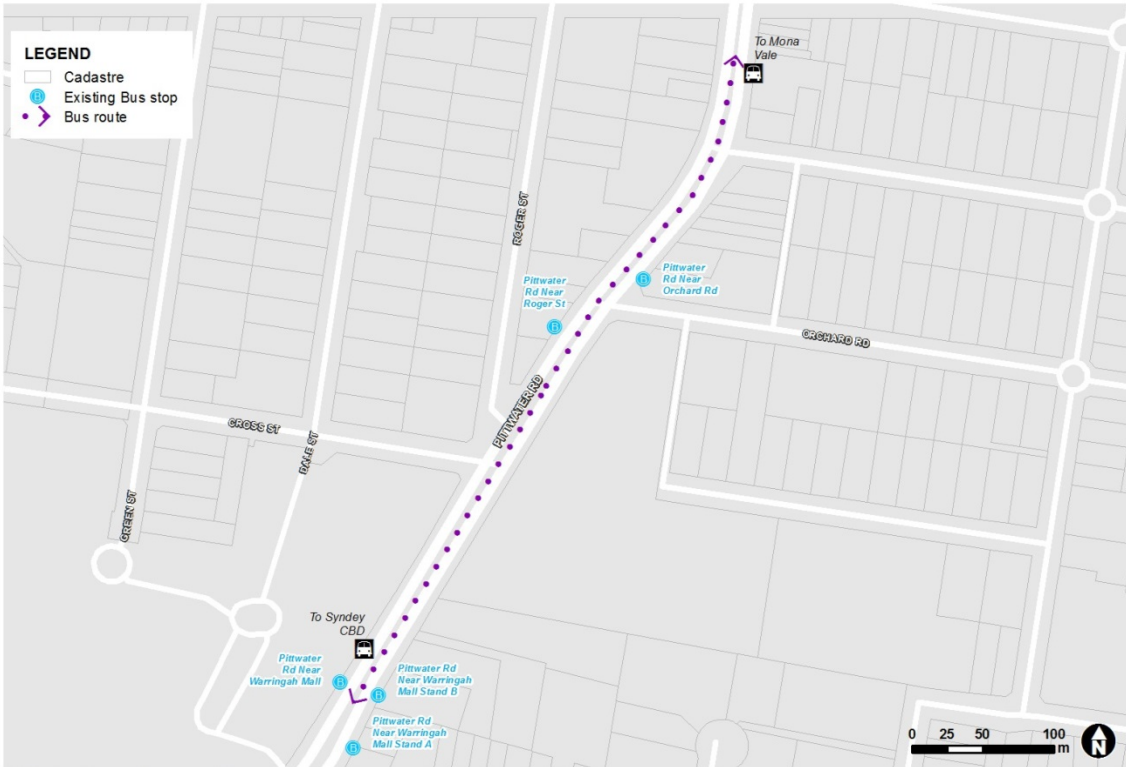 LEGEND
Cadastre
Existing Bus stop
Bus route
To Mona
Vale
ROGER ST
Pittwater
Rd Near
Orchard Rd
Pittwater
Rd Near
Roger St
ORCHARD RD
PITTWATER RD
CROSS ST
DALE ST
GREEN ST
To Syndey
CBD
Pittwater
Rd Near
Warringah Mall
Pittwater Rd
Near Warringah
Mall Stand B
Pittwater Rd
Near Warringah
Mall Stand A
0 25 50 100
m
N